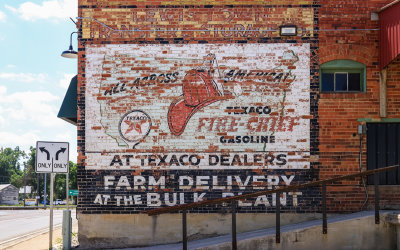 ALL ACROSS AMERICA!
TEXACO
TEXACO
FIRE-CHIEF
GASOLINE
AT TEXACO DEALERS
FARM DELIVERY
AT THE BULK PLANT
ONLY ONLY